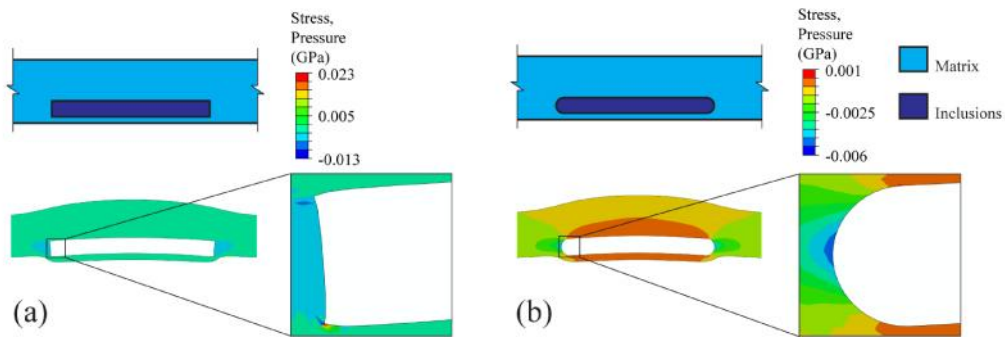 Stress,
Pressure
(GPa)
0.023
0.005
-0.013
Stress,
Pressure
(GPa)
0.001
-0.0025
-0.006
Matrix
Inclusions
(a)
(b)